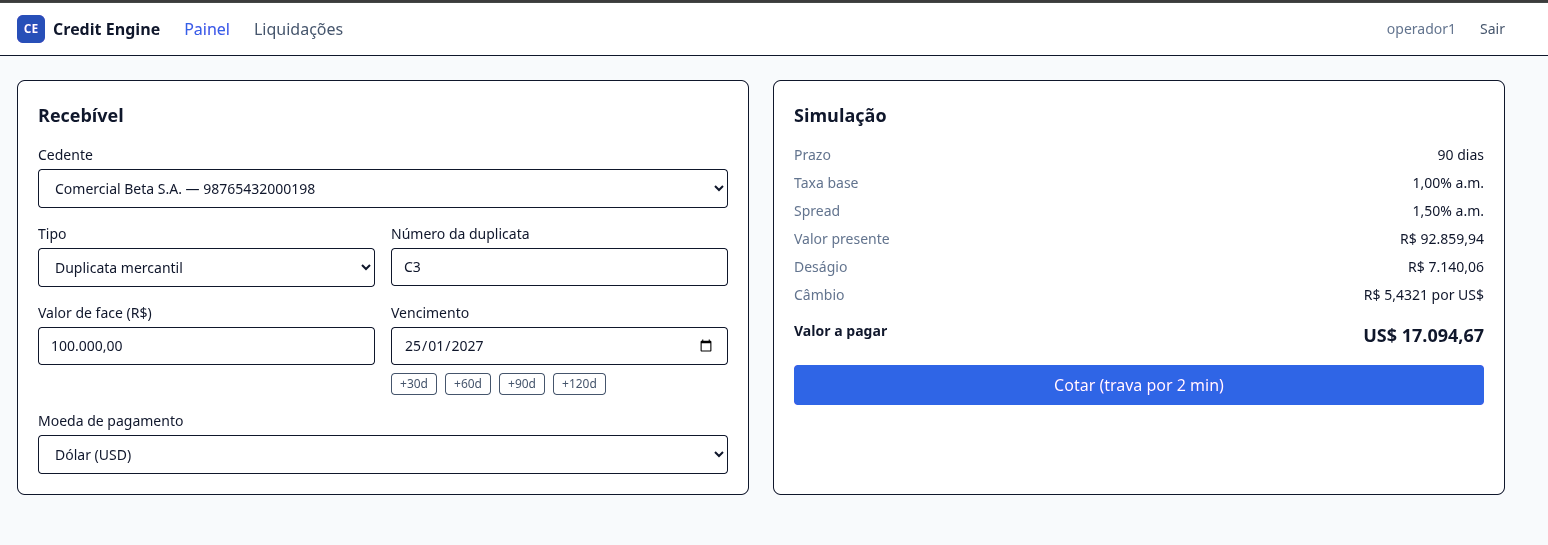 CE Credit Engine Painel Liquidações operador1 Sair
Recebível
Cedente
Comercial Beta S.A. — 98765432000198
Tipo Número da duplicata
Duplicata mercantil C3
Valor de face (R$) Vencimento
100.000,00 25/01/2027
+30d +60d +90d +120d
Moeda de pagamento
Dólar (USD)
Simulação
Prazo 90 dias
Taxa base 1,00% a.m.
Spread 1,50% a.m.
Valor presente R$ 92.859,94
Deságio R$ 7.140,06
Câmbio R$ 5,4321 por US$
Valor a pagar US$ 17.094,67
Cotar (trava por 2 min)